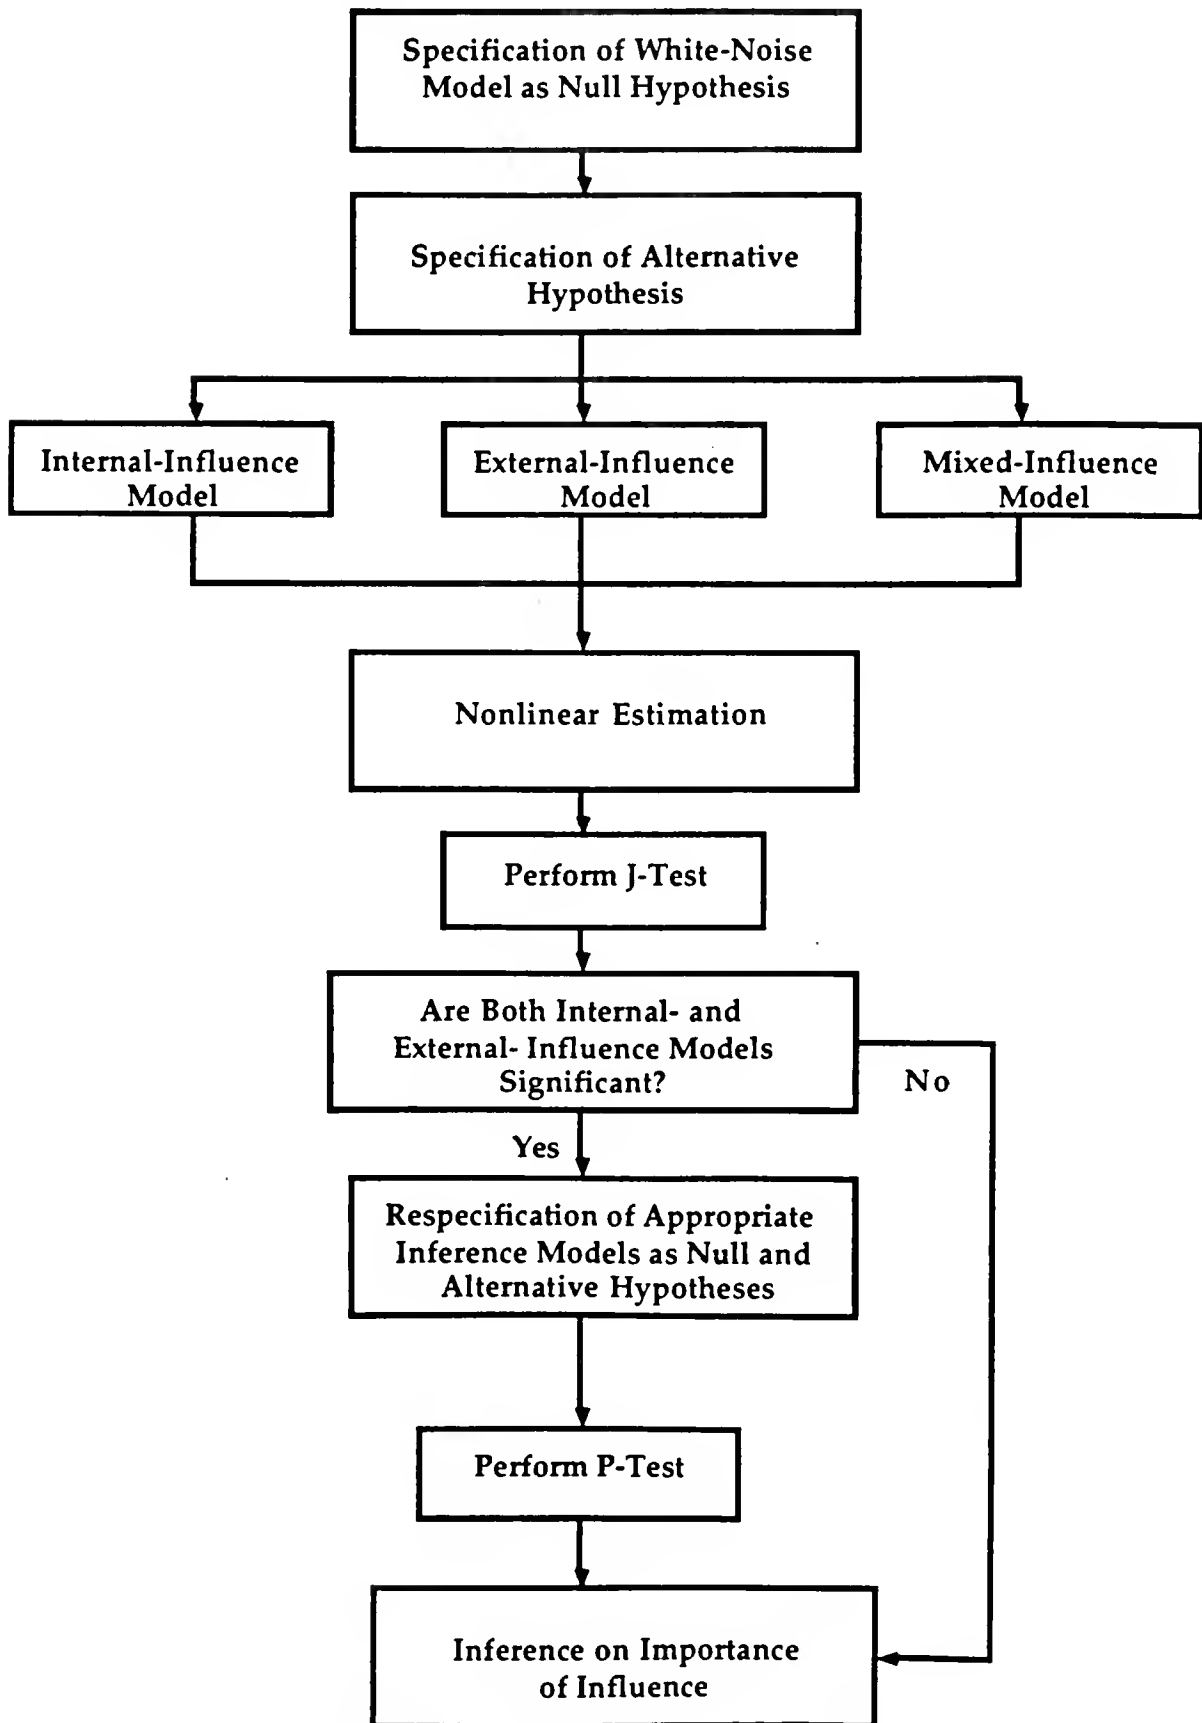 Specification of White-Noise
Model as Null Hypothesis
Specification of Alternative
Hypothesis
Internal-Influence
Model
External-Influence
Model
Mixed-Influence
Model
Nonlinear Estimation
Perform J-Test
Are Both Internal- and
External- Influence Models
Significant?
No
Yes
Respecification of Appropriate
Inference Models as Null and
Alternative Hypotheses
Perform P-Test
Inference on Importance
of Influence